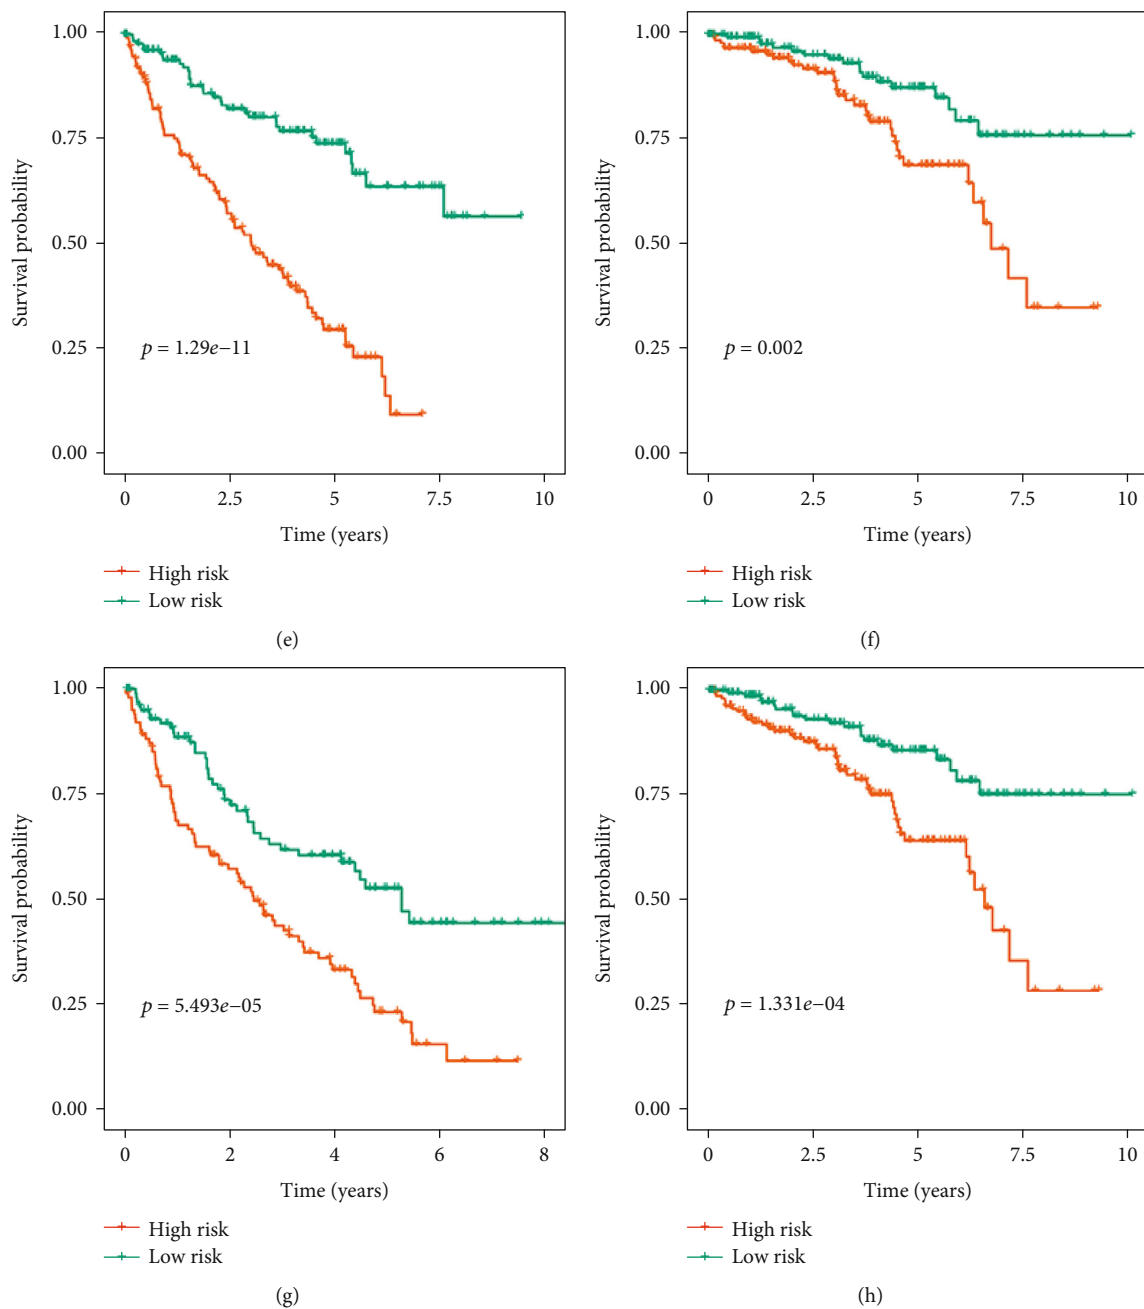 1.00
0.75
0.50
0.25
0.00
Survival probability
p = 1.29e−11
0 2.5 5 7.5 10
Time (years)
High risk
Low risk
(e)
1.00
0.75
0.50
0.25
0.00
Survival probability
p = 0.002
0 2.5 5 7.5 10
Time (years)
High risk
Low risk
(f)
1.00
0.75
0.50
0.25
0.00
Survival probability
p = 5.493e−05
0 2 4 6 8
Time (years)
High risk
Low risk
(g)
1.00
0.75
0.50
0.25
0.00
Survival probability
p = 1.331e−04
0 2.5 5 7.5 10
Time (years)
High risk
Low risk
(h)